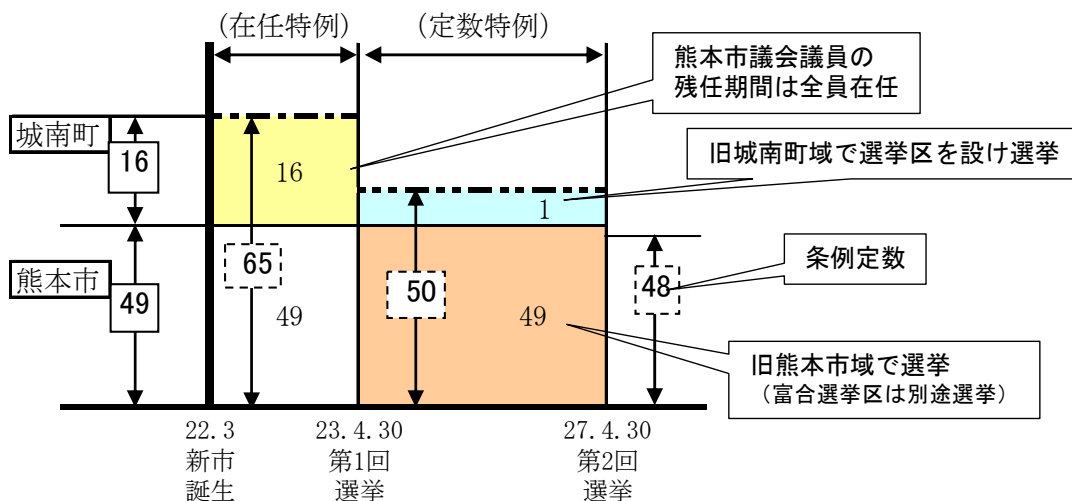 (在任特例)
(定数特例)
熊本市議会議員の
残任期間は全員在任
城南町
16
16
旧城南町域で選挙区を設け選挙
1
65
50
48
条例定数
熊本市
49
49
49
旧熊本市域で選挙
（富合選挙区は別途選挙）
22.3
新市
誕生
23.4.30
第1回
選挙
27.4.30
第2回
選挙